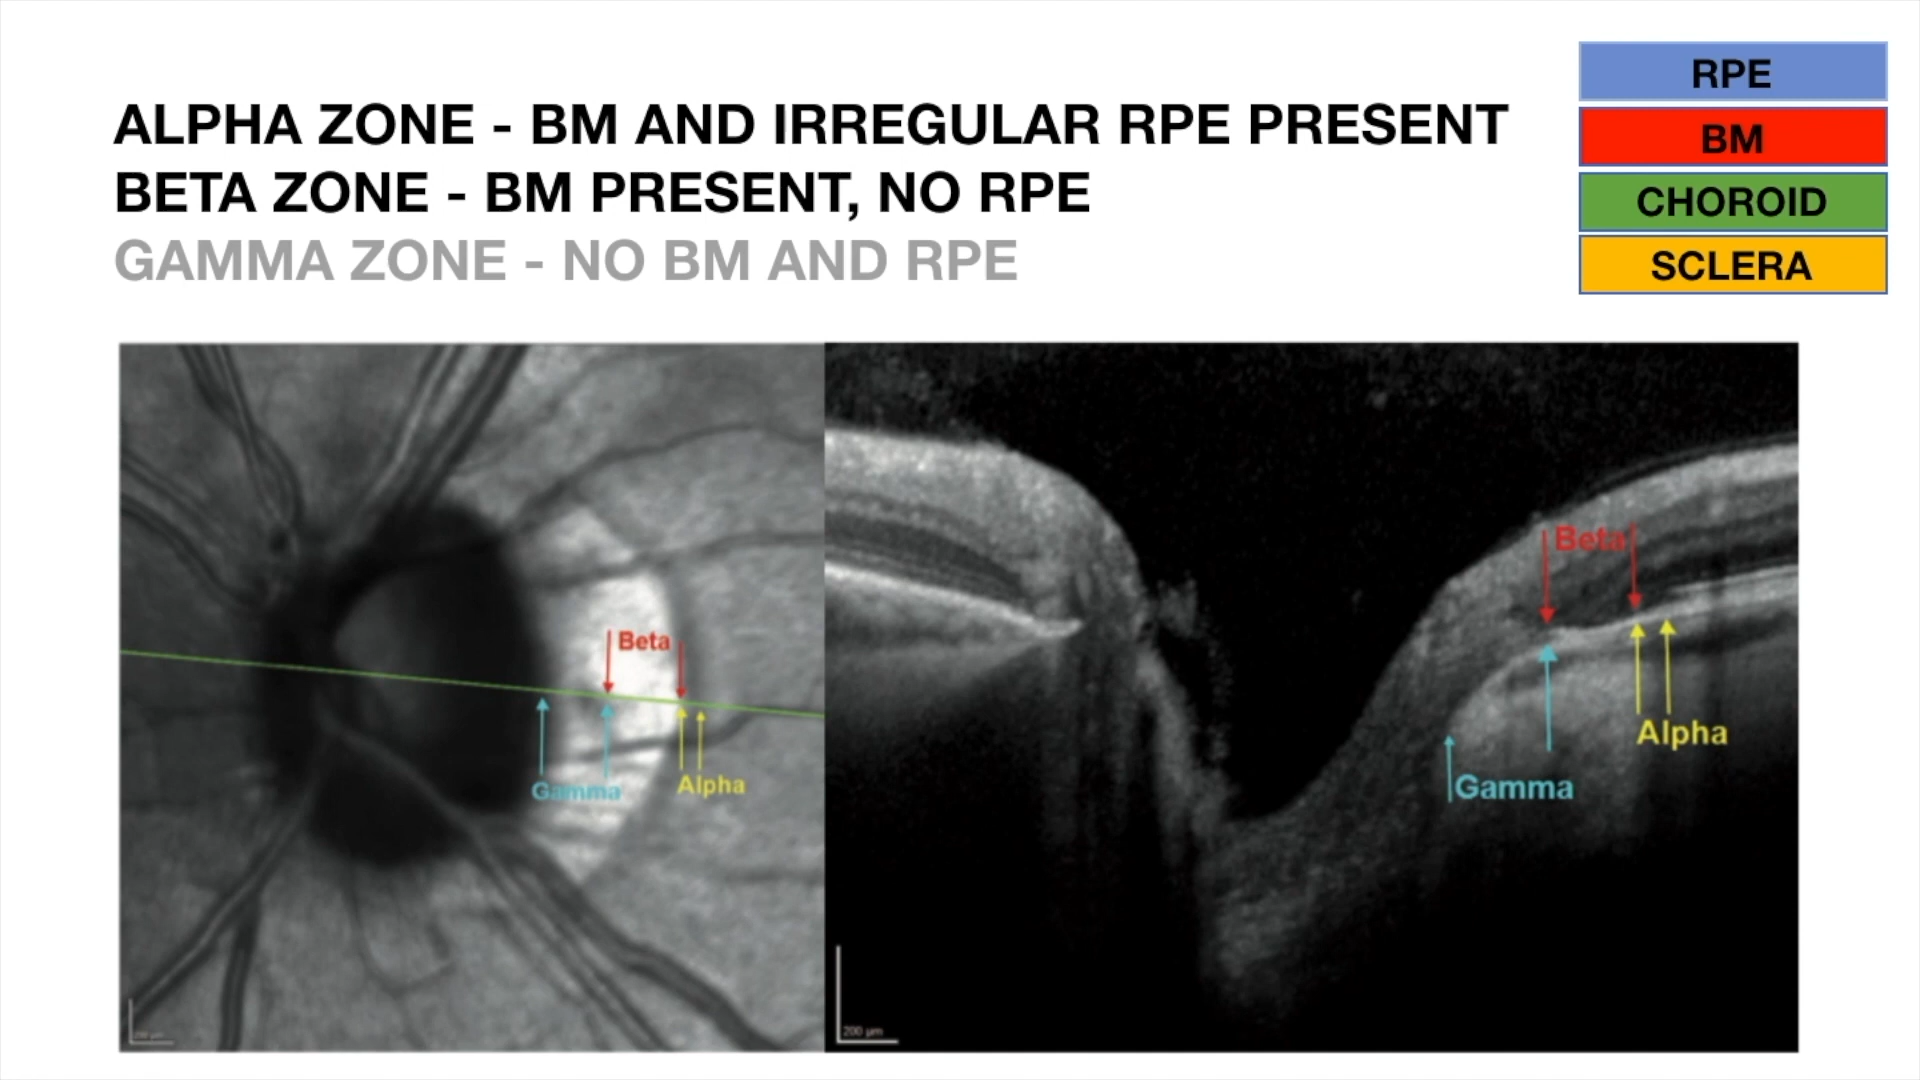 ALPHA ZONE - BM AND IRREGULAR RPE PRESENT
BETA ZONE - BM PRESENT, NO RPE
GAMMA ZONE - NO BM AND RPE
RPE
BM
CHOROID
SCLERA
Beta
Gamma
Alpha
Beta
Alpha
Gamma
200 µm